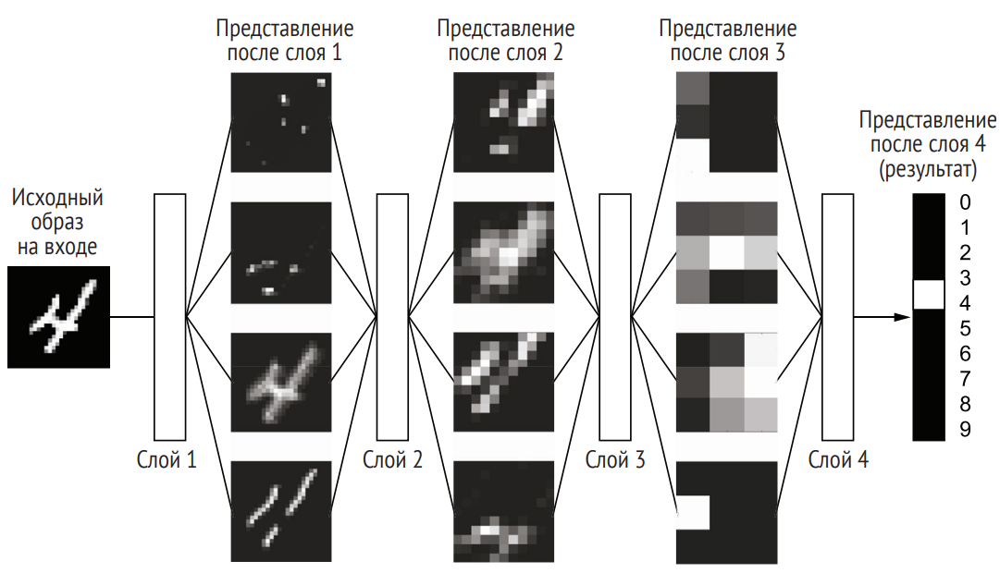 Исходный
образ
на входе
Слой 1
Представление
после слоя 1
Слой 2
Представление
после слоя 2
Слой 3
Представление
после слоя 3
Слой 4
Представление
после слоя 4
(результат)
0
1
2
3
4
5
6
7
8
9